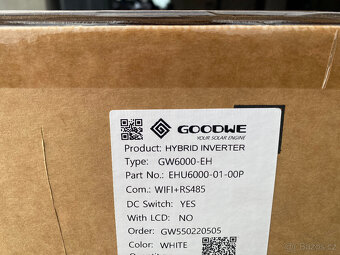 GOODWE
YOUR SOLAR ENGINE
Product: HYBRID INVERTER
Type: GW6000-EH
Part No.: EHU6000-01-00P
Com.: WIFI+RS485
DC Switch: YES
With LCD: NO
Order: GW550220505
Color: WHITE